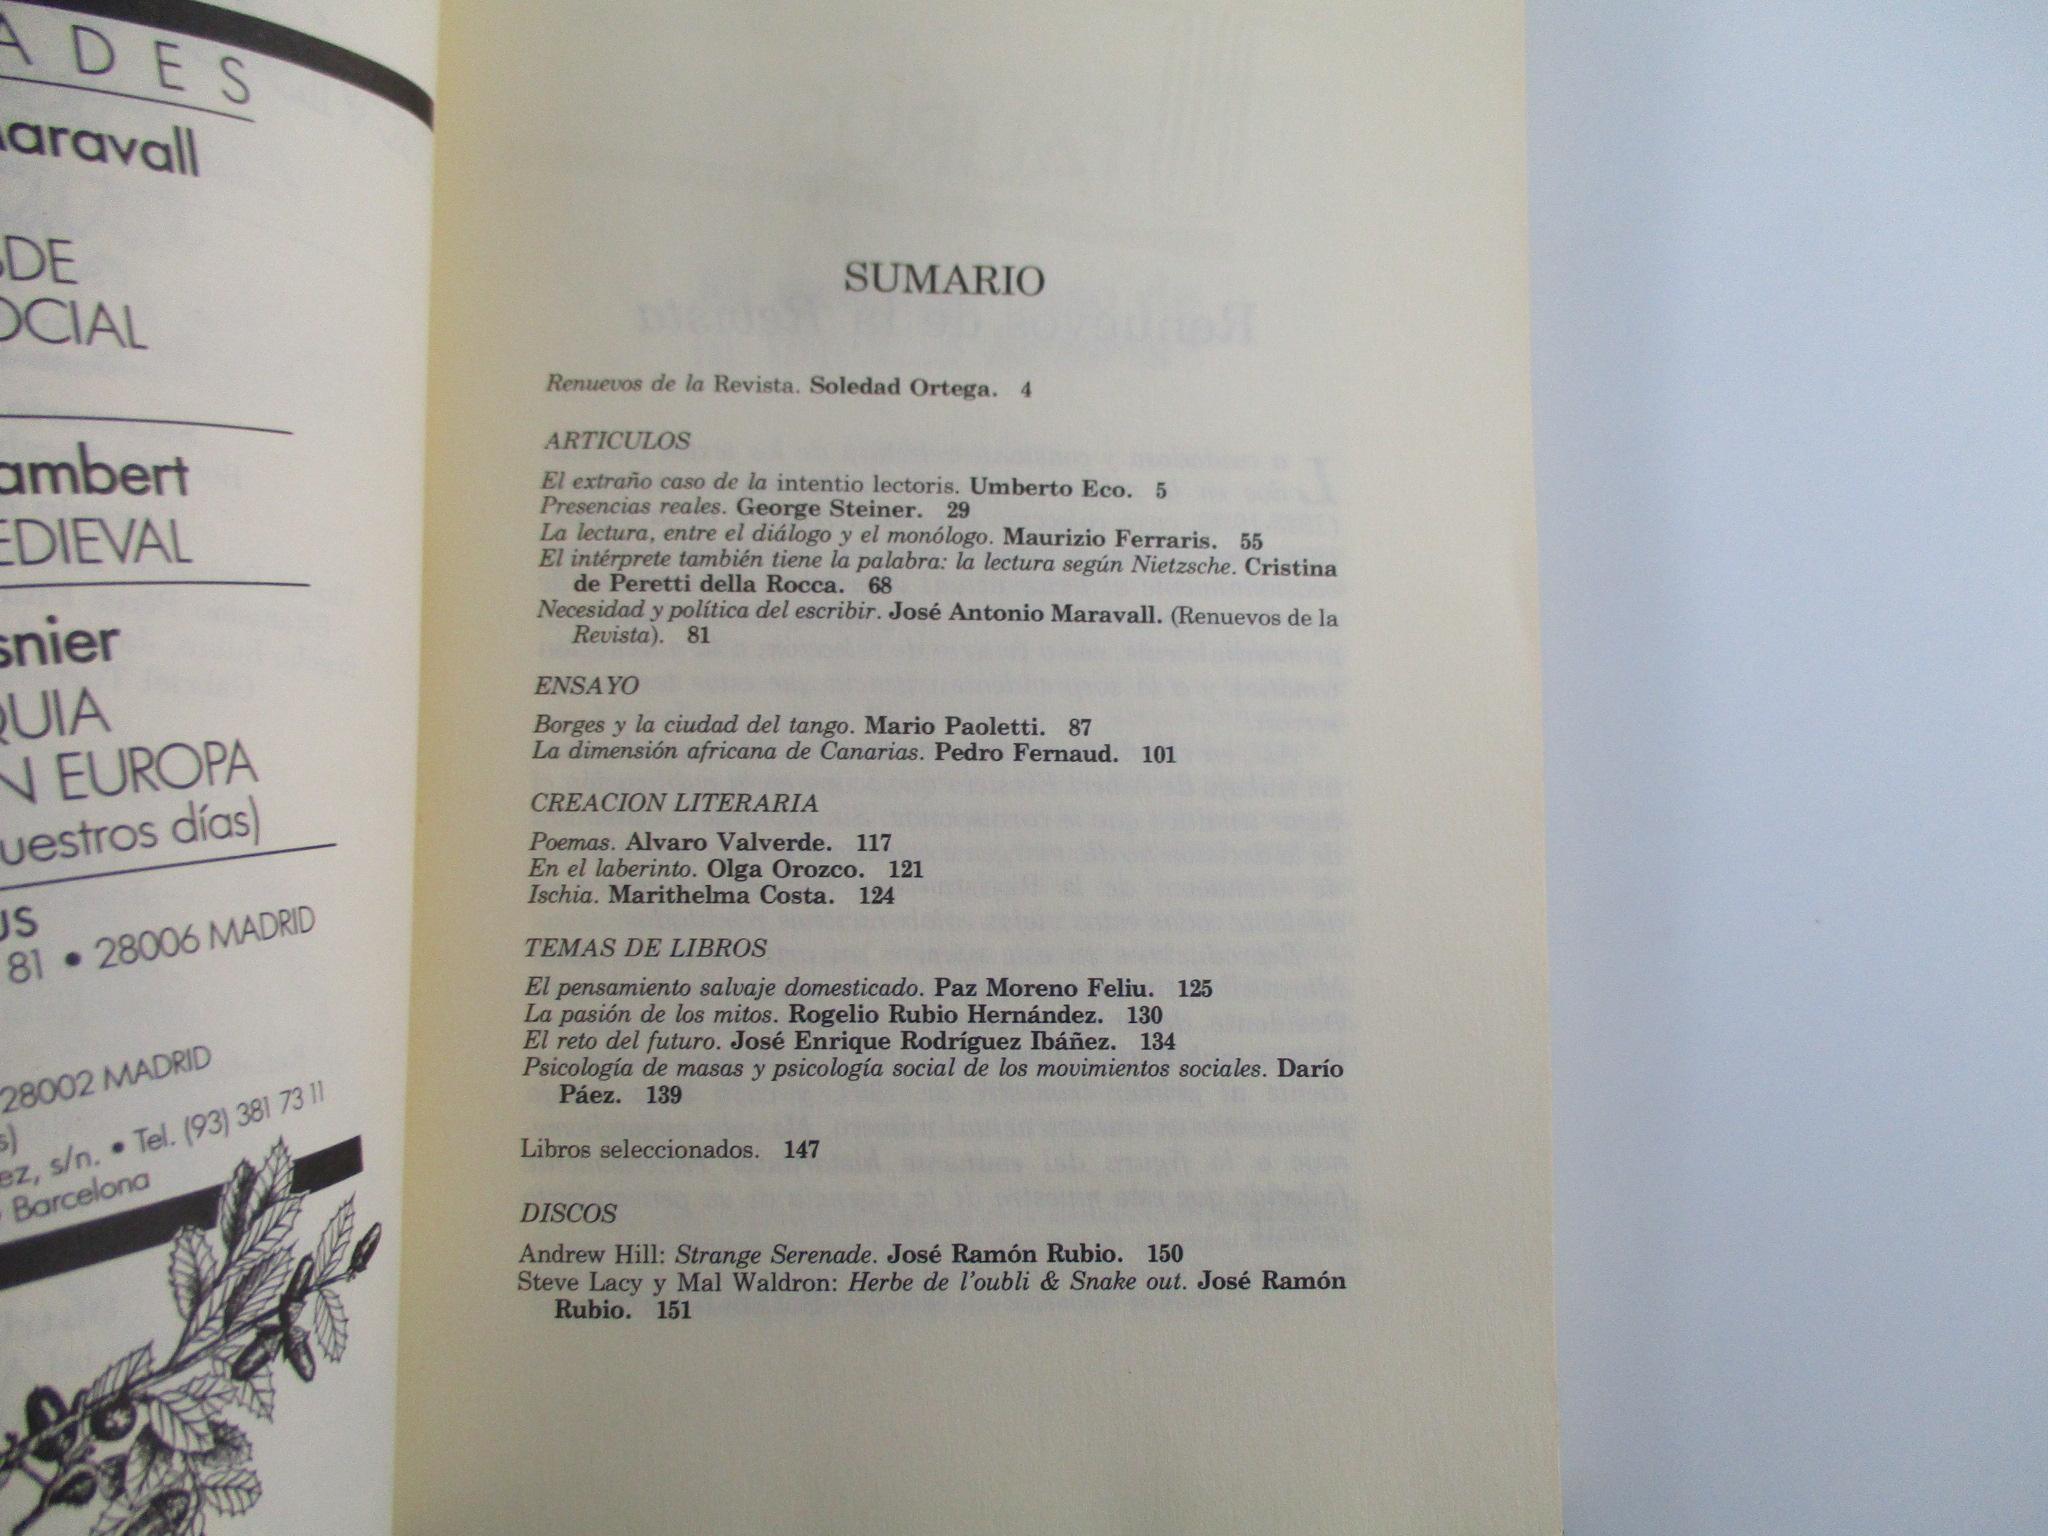 ADES
aravall
SDE
OCIAL
ambert
EDIEVAL
snier
QUIA
N EUROPA
uestros días)
US
81 • 28006 MADRID
28002 MADRID
s)
ez, s/n. • Tel. (93) 381 73 11
Barcelona
SUMARIO
Renuevos de la Revista. Soledad Ortega. 4
ARTICULOS
El extraño caso de la intentio lectoris. Umberto Eco. 5
Presencias reales. George Steiner. 29
La lectura, entre el diálogo y el monólogo. Maurizio Ferraris. 55
El intérprete también tiene la palabra: la lectura según Nietzsche. Cristina
de Peretti della Rocca. 68
Necesidad y política del escribir. José Antonio Maravall. (Renuevos de la
Revista). 81
ENSAYO
Borges y la ciudad del tango. Mario Paoletti. 87
La dimensión africana de Canarias. Pedro Fernaud. 101
CREACION LITERARIA
Poemas. Alvaro Valverde. 117
En el laberinto. Olga Orozco. 121
Ischia. Marithelma Costa. 124
TEMAS DE LIBROS
El pensamiento salvaje domesticado. Paz Moreno Feliu. 125
La pasión de los mitos. Rogelio Rubio Hernández. 130
El reto del futuro. José Enrique Rodríguez Ibáñez. 134
Psicología de masas y psicología social de los movimientos sociales. Darío
Páez. 139
Libros seleccionados. 147
DISCOS
Andrew Hill: Strange Serenade. José Ramón Rubio. 150
Steve Lacy y Mal Waldron: Herbe de l'oubli & Snake out. José Ramón
Rubio. 151